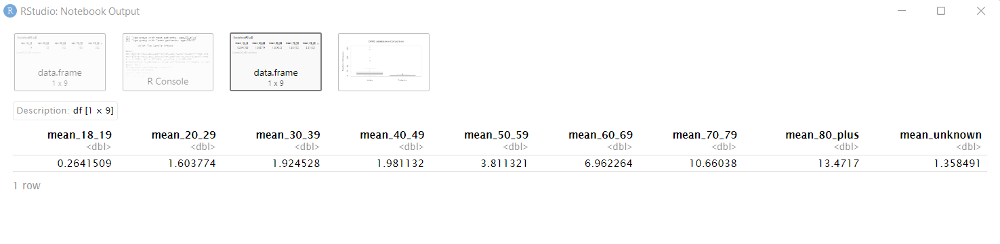 R RStudio: Notebook Output
data.frame
1 x 9
R Console
data.frame
1 x 9
Description: df [1 × 9]
mean_18_19 mean_20_29 mean_30_39 mean_40_49 mean_50_59 mean_60_69 mean_70_79 mean_80_plus mean_unknown
<dbl> <dbl> <dbl> <dbl> <dbl> <dbl> <dbl> <dbl> <dbl>
0.2641509 1.603774 1.924528 1.981132 3.811321 6.962264 10.66038 13.4717 1.358491
1 row